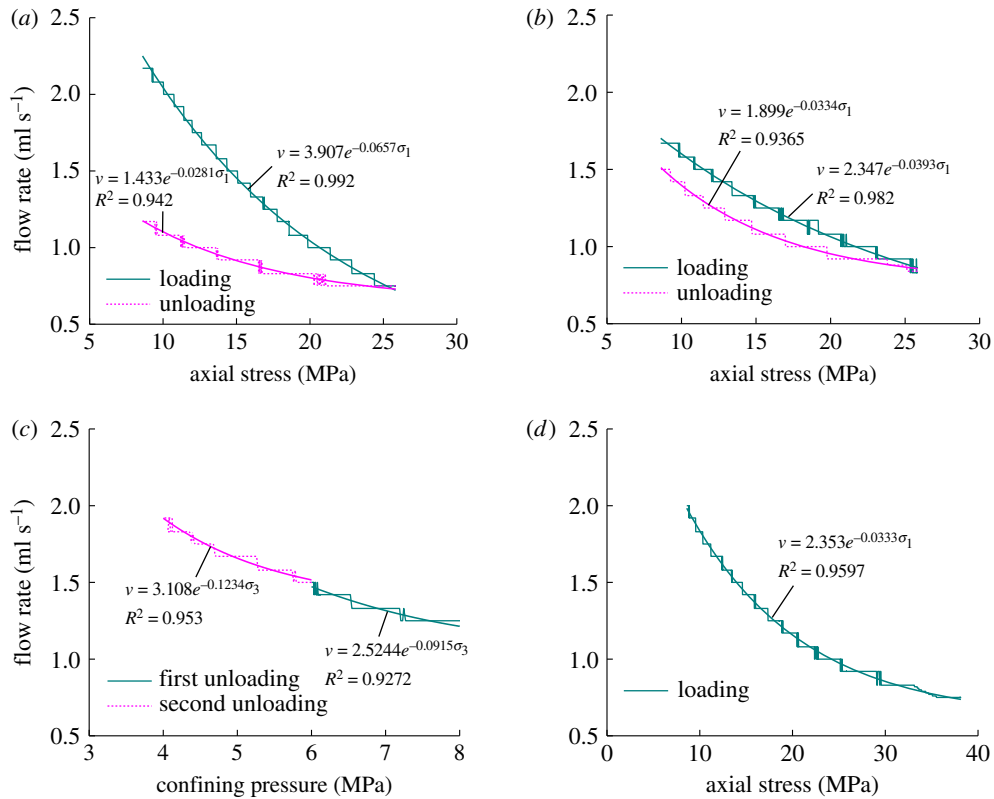 (a)
2.5
2.0
1.5
1.0
0.5
flow rate (ml s⁻¹)
v = 3.907e^{-0.0657σ₁}
R² = 0.992
v = 1.433e^{-0.0281σ₁}
R² = 0.942
loading
unloading
5 10 15 20 25 30
axial stress (MPa)
(b)
2.5
2.0
1.5
1.0
0.5
v = 1.899e^{-0.0334σ₁}
R² = 0.9365
v = 2.347e^{-0.0393σ₁}
R² = 0.982
loading
unloading
5 10 15 20 25 30
axial stress (MPa)
(c)
2.5
2.0
1.5
1.0
0.5
flow rate (ml s⁻¹)
v = 3.108e^{-0.1234σ₃}
R² = 0.953
v = 2.5244e^{-0.0915σ₃}
R² = 0.9272
first unloading
second unloading
3 4 5 6 7 8
confining pressure (MPa)
(d)
2.5
2.0
1.5
1.0
0.5
v = 2.353e^{-0.0333σ₁}
R² = 0.9597
loading
0 10 20 30 40
axial stress (MPa)